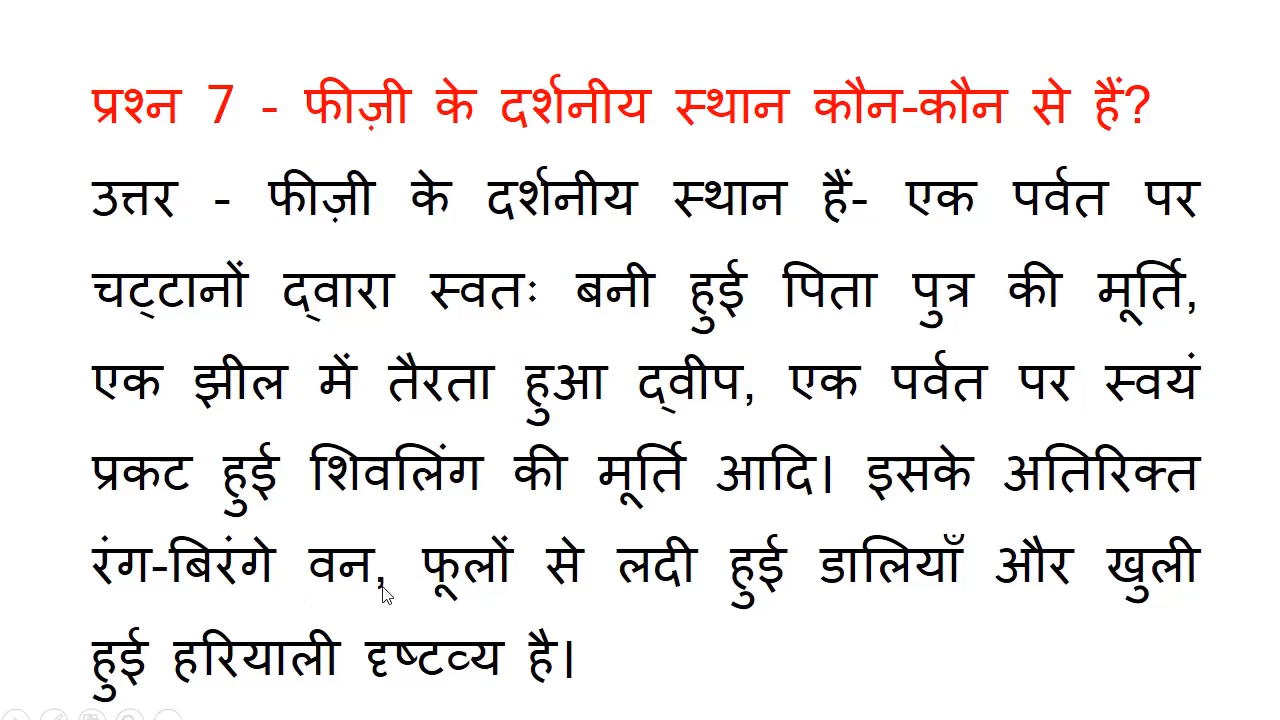 प्रश्न 7 - फीज़ी के दर्शनीय स्थान कौन-कौन से हैं?
उत्तर - फीज़ी के दर्शनीय स्थान हैं- एक पर्वत पर
चट्टानों द्वारा स्वतः बनी हुई पिता पुत्र की मूर्ति,
एक झील में तैरता हुआ द्वीप, एक पर्वत पर स्वयं
प्रकट हुई शिवलिंग की मूर्ति आदि। इसके अतिरिक्त
रंग-बिरंगे वन, फूलों से लदी हुई डालियाँ और खुली
हुई हरियाली दृष्टव्य है।